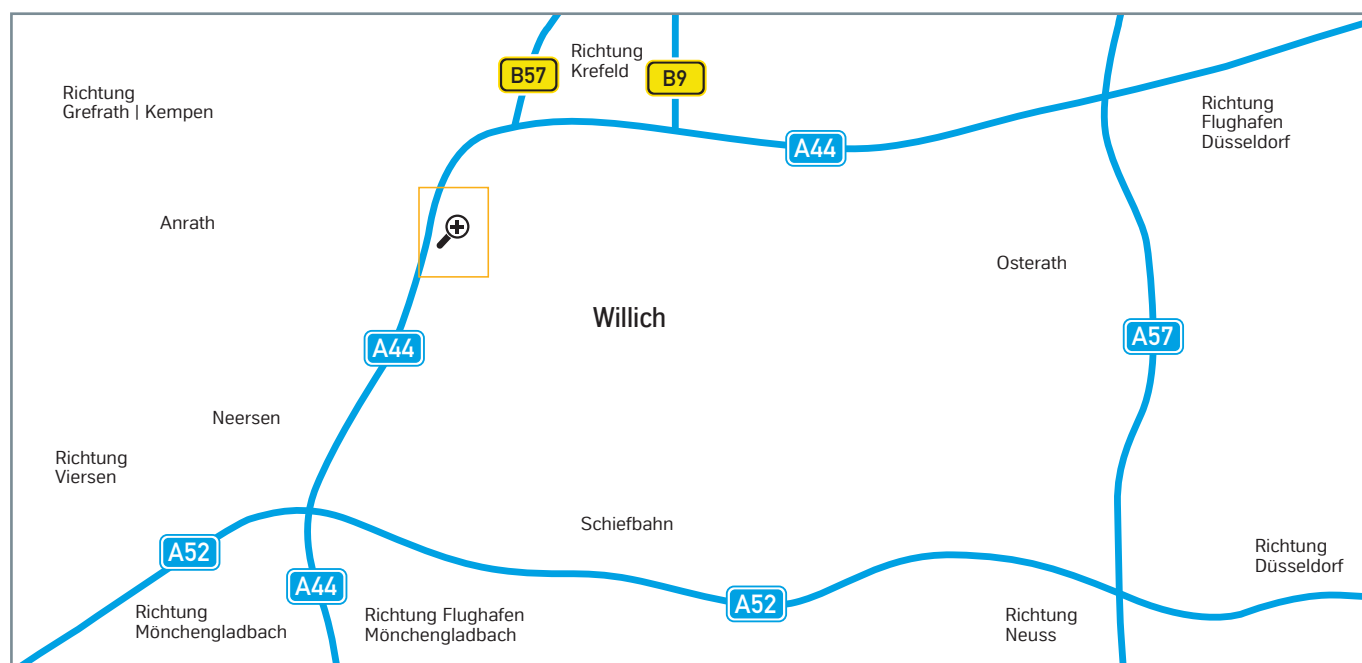 Richtung
Krefeld
B57
B9
Richtung
Grefrath | Kempen
Richtung
Flughafen
Düsseldorf
A44
Anrath
Osterath
Willich
A44
A57
Neersen
Richtung
Viersen
Schiefbahn
A52
Richtung
Düsseldorf
A44
A52
Richtung
Mönchengladbach
Richtung Flughafen
Mönchengladbach
Richtung
Neuss